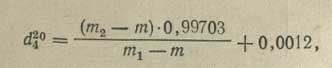 d₄²⁰ = (m₂ — m)·0,99703 / m₁ — m + 0,0012,